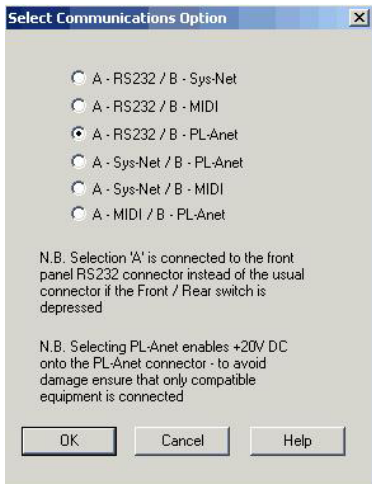 Select Communications Option
A - RS232 / B - Sys-Net
A - RS232 / B - MIDI
A - RS232 / B - PL-Anet
A - Sys-Net / B - PL-Anet
A - Sys-Net / B - MIDI
A - MIDI / B - PL-Anet
N.B. Selection 'A' is connected to the front
panel RS232 connector instead of the usual
connector if the Front / Rear switch is
depressed
N.B. Selecting PL-Anet enables +20V DC
onto the PL-Anet connector - to avoid
damage ensure that only compatible
equipment is connected
OK Cancel Help